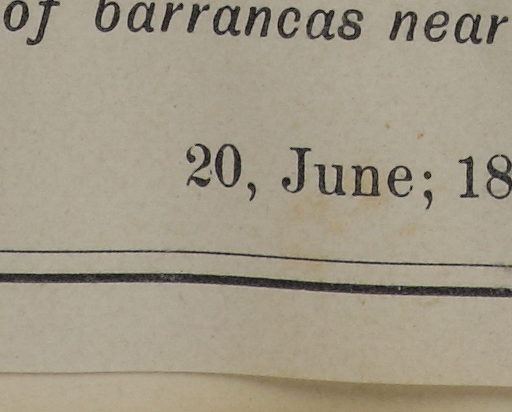 of barrancas near
20, June; 18